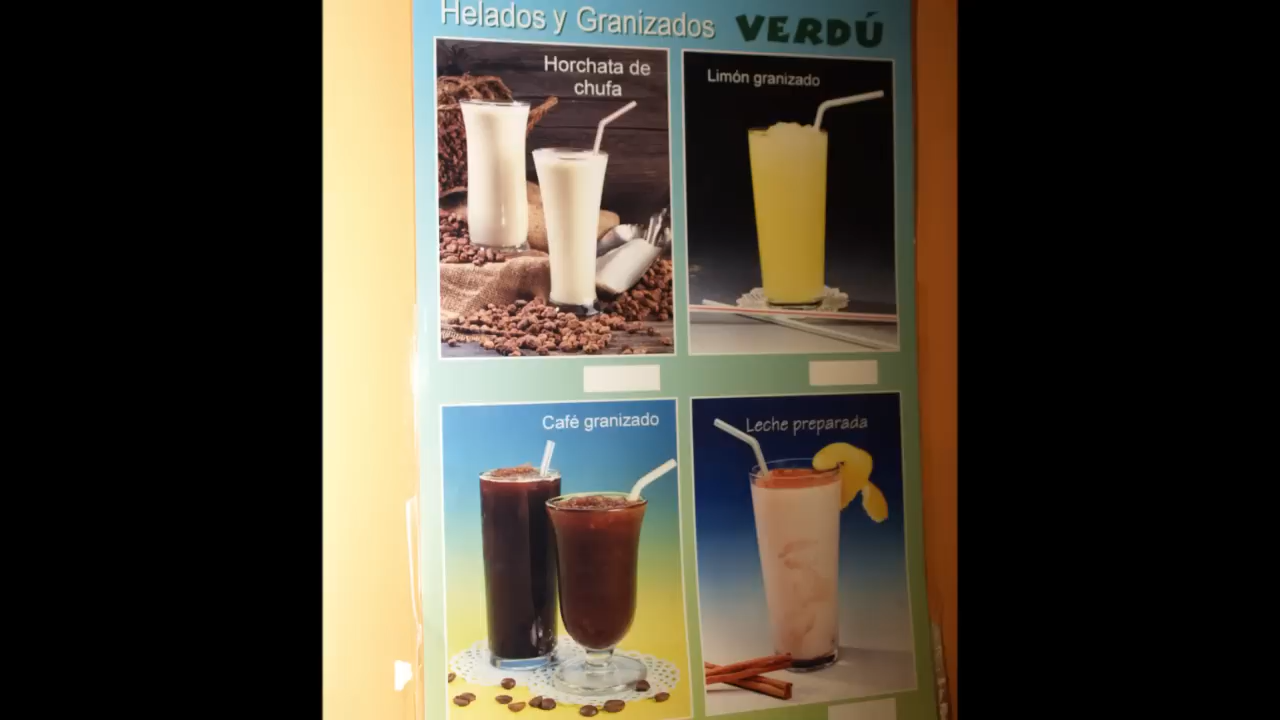 Helados y Granizados VERDÚ
Horchata de
chufa
Limón granizado
Café granizado
Leche preparada